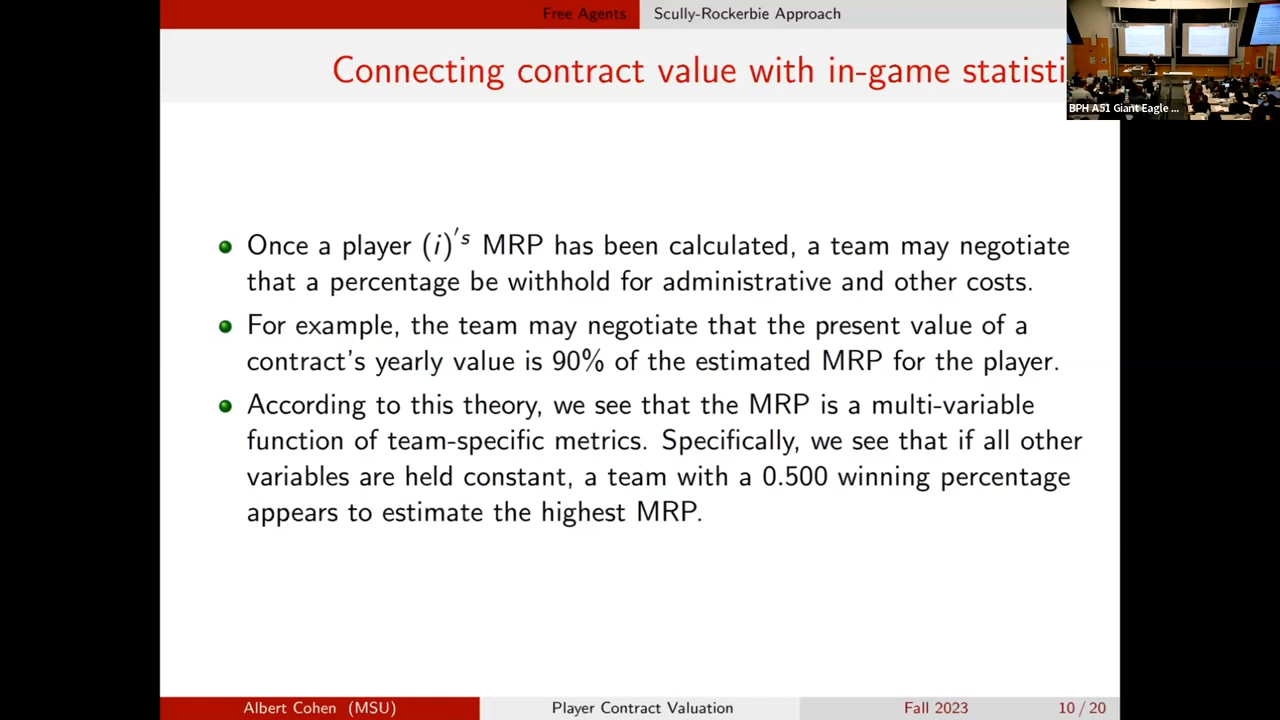 Free Agents Scully-Rockerbie Approach
Connecting contract value with in-game statisti
BPH A51 Giant Eagle ...
Once a player (i)'s MRP has been calculated, a team may negotiate
that a percentage be withhold for administrative and other costs.
For example, the team may negotiate that the present value of a
contract's yearly value is 90% of the estimated MRP for the player.
According to this theory, we see that the MRP is a multi-variable
function of team-specific metrics. Specifically, we see that if all other
variables are held constant, a team with a 0.500 winning percentage
appears to estimate the highest MRP.
Albert Cohen (MSU) Player Contract Valuation Fall 2023 10 / 20